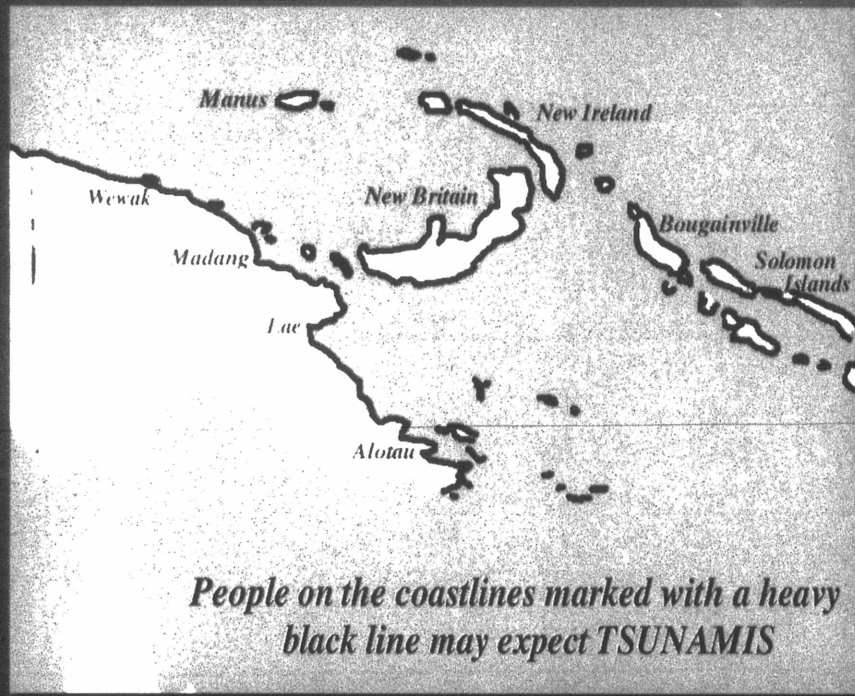 Manus
New Ireland
Wewak
New Britain
Bougainville
Madang
Solomon
Islands
Lae
Alotau
People on the coastlines marked with a heavy
black line may expect TSUNAMIS